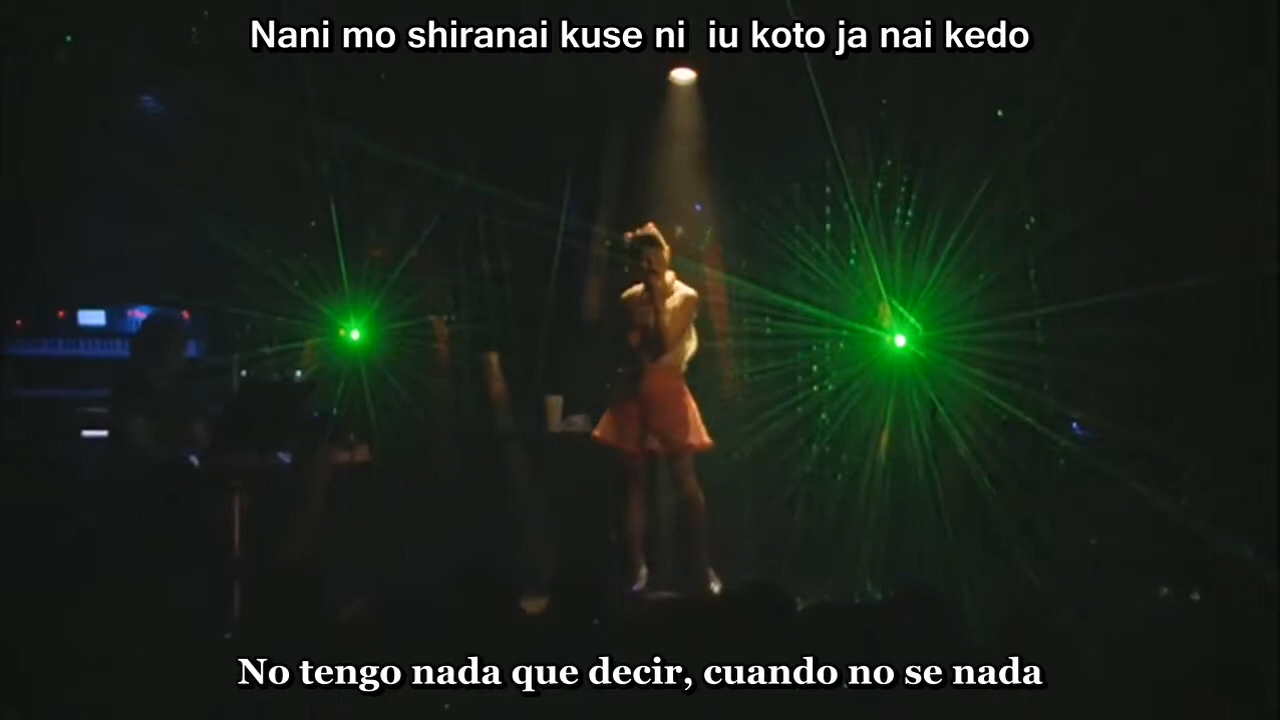 Nani mo shiranai kuse ni  iu koto ja nai kedo
No tengo nada que decir, cuando no se nada